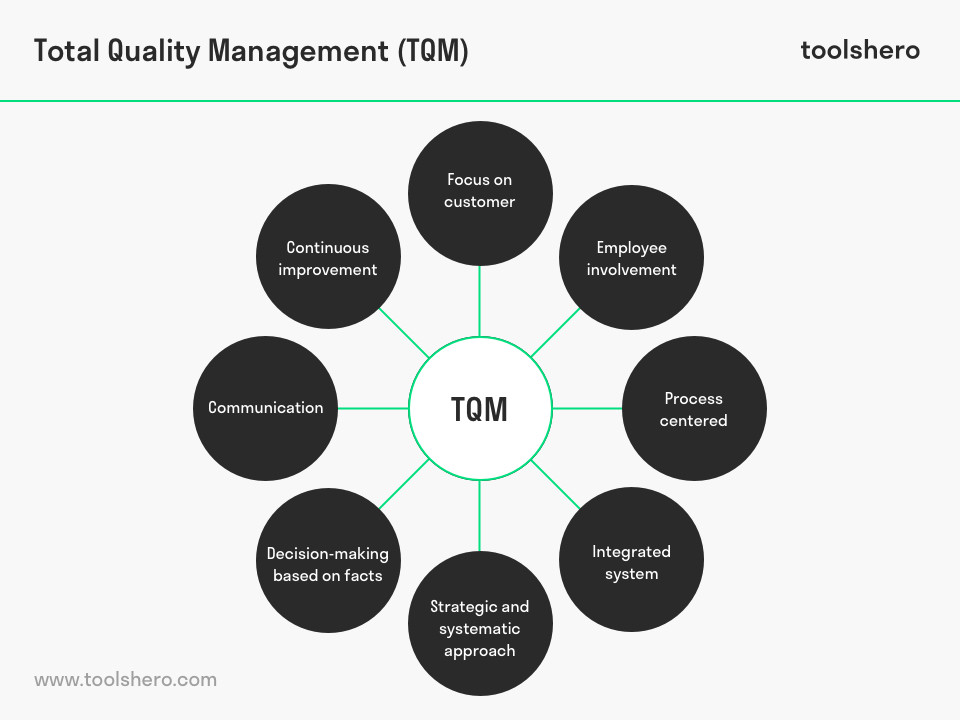 Total Quality Management (TQM)
toolshero
Focus on
customer
Continuous
improvement
Employee
involvement
Communication
TQM
Process
centered
Decision-making
based on facts
Integrated
system
Strategic and
systematic
approach
www.toolshero.com